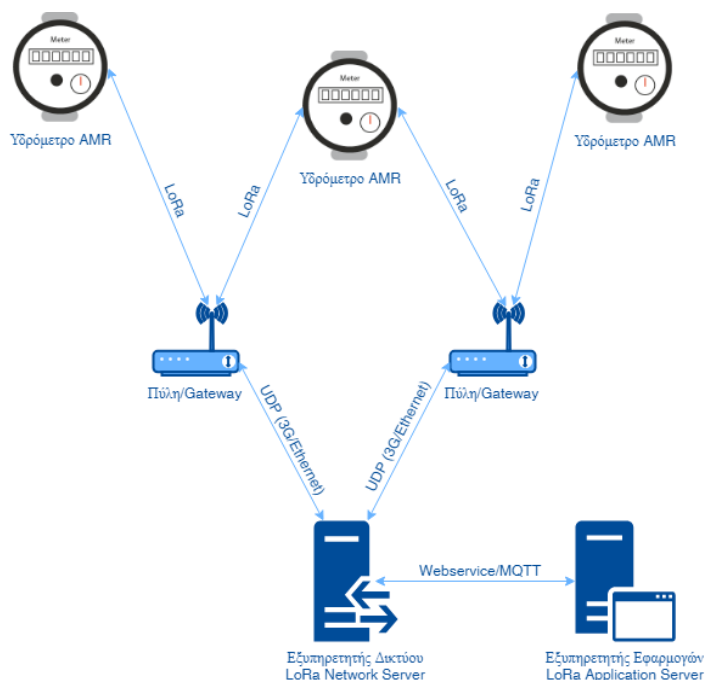 Meter
Υδρόμετρο AMR
Meter
Υδρόμετρο AMR
Meter
Υδρόμετρο AMR
LoRa
LoRa
LoRa
LoRa
Πύλη/Gateway
Πύλη/Gateway
UDP (3G/Ethernet)
UDP (3G/Ethernet)
Webservice/MQTT
Εξυπηρετητής Δικτύου
LoRa Network Server
Εξυπηρετητής Εφαρμογών
LoRa Application Server